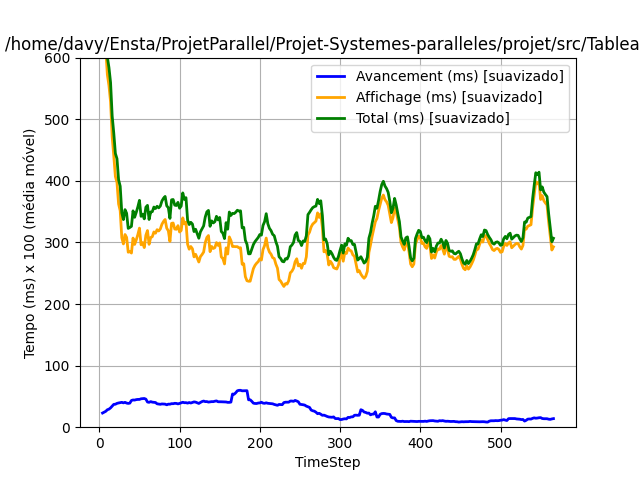 /home/davy/Ensta/ProjetParallel/Projet-Systemes-paralleles/projet/src/Tablea
600
500
400
300
200
100
0
Tempo (ms) x 100 (média móvel)
Avancement (ms) [suavizado]
Affichage (ms) [suavizado]
Total (ms) [suavizado]
0 100 200 300 400 500
TimeStep